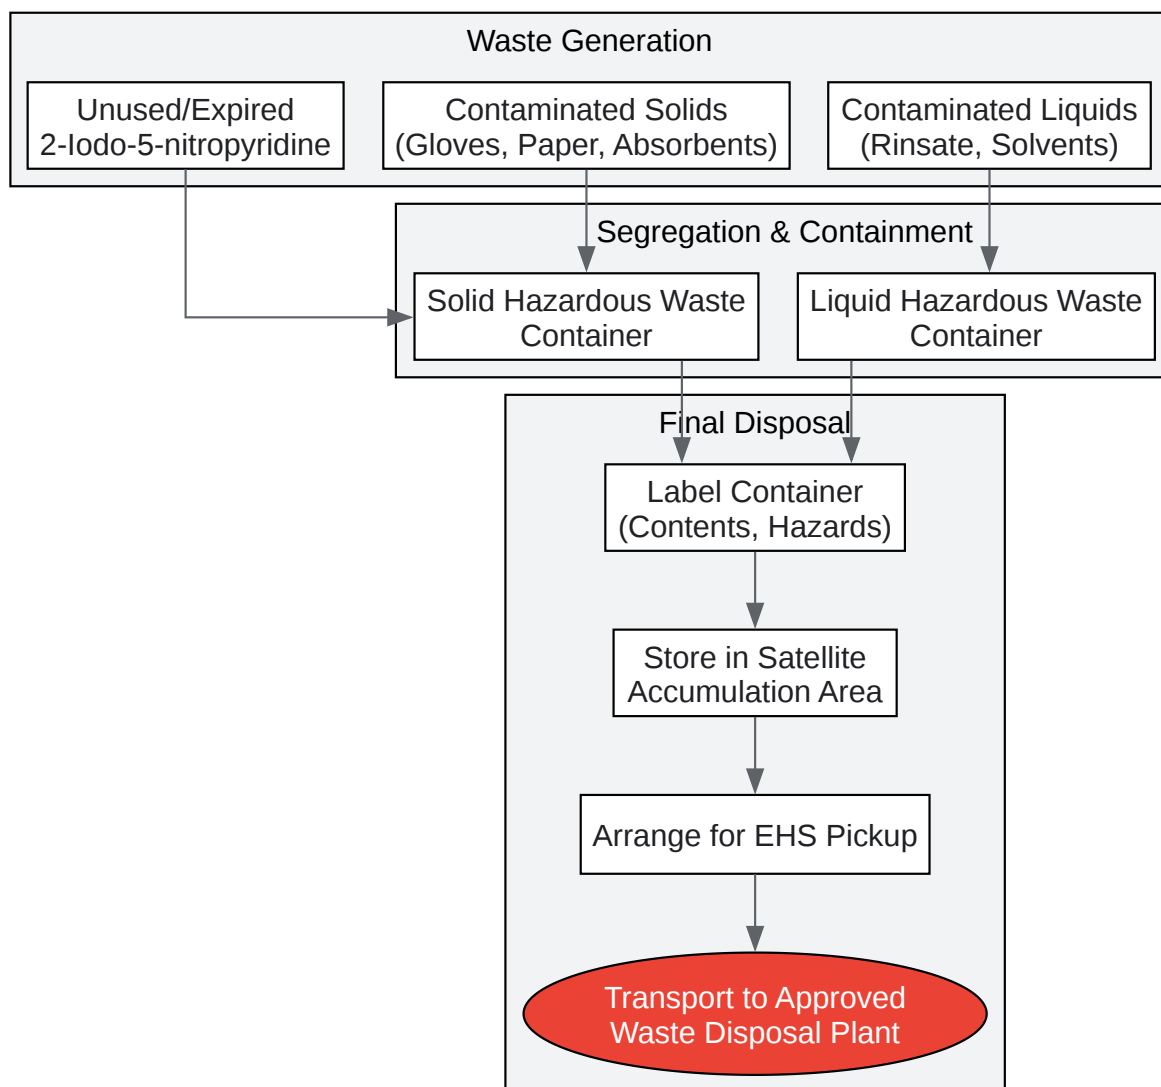 Waste Generation
Unused/Expired
2-Iodo-5-nitropyridine
Contaminated Solids
(Gloves, Paper, Absorbents)
Contaminated Liquids
(Rinsate, Solvents)
Segregation & Containment
Solid Hazardous Waste
Container
Liquid Hazardous Waste
Container
Final Disposal
Label Container
(Contents, Hazards)
Store in Satellite
Accumulation Area
Arrange for EHS Pickup
Transport to Approved
Waste Disposal Plant